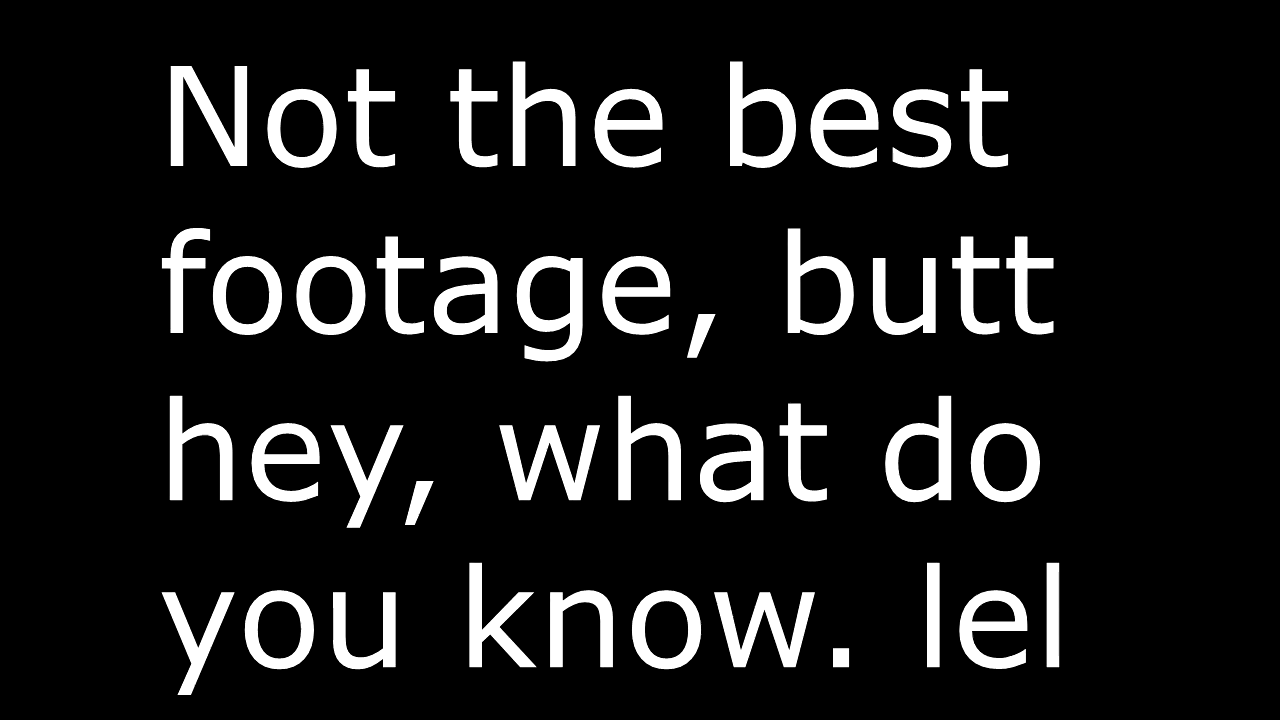 Not the best
footage, butt
hey, what do
you know. lel